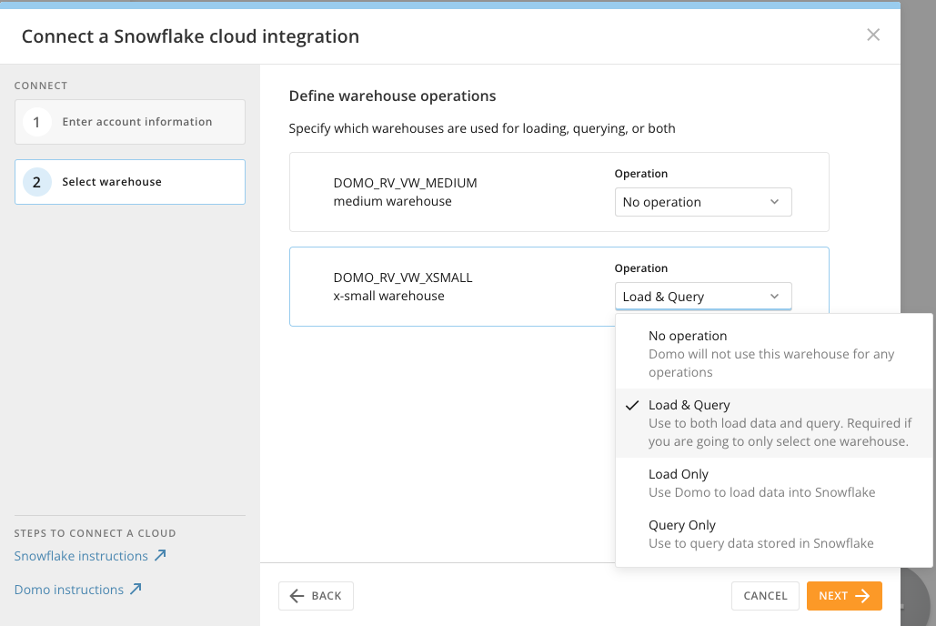 Connect a Snowflake cloud integration
CONNECT
1 Enter account information
2 Select warehouse
STEPS TO CONNECT A CLOUD
Snowflake instructions
Domo instructions
Define warehouse operations
Specify which warehouses are used for loading, querying, or both
DOMO_RV_VW_MEDIUM
medium warehouse
Operation
No operation
DOMO_RV_VW_XSMALL
x-small warehouse
Operation
Load & Query
No operation
Domo will not use this warehouse for any
operations
Load & Query
Use to both load data and query. Required if
you are going to only select one warehouse.
Load Only
Use Domo to load data into Snowflake
Query Only
Use to query data stored in Snowflake
BACK
CANCEL
NEXT